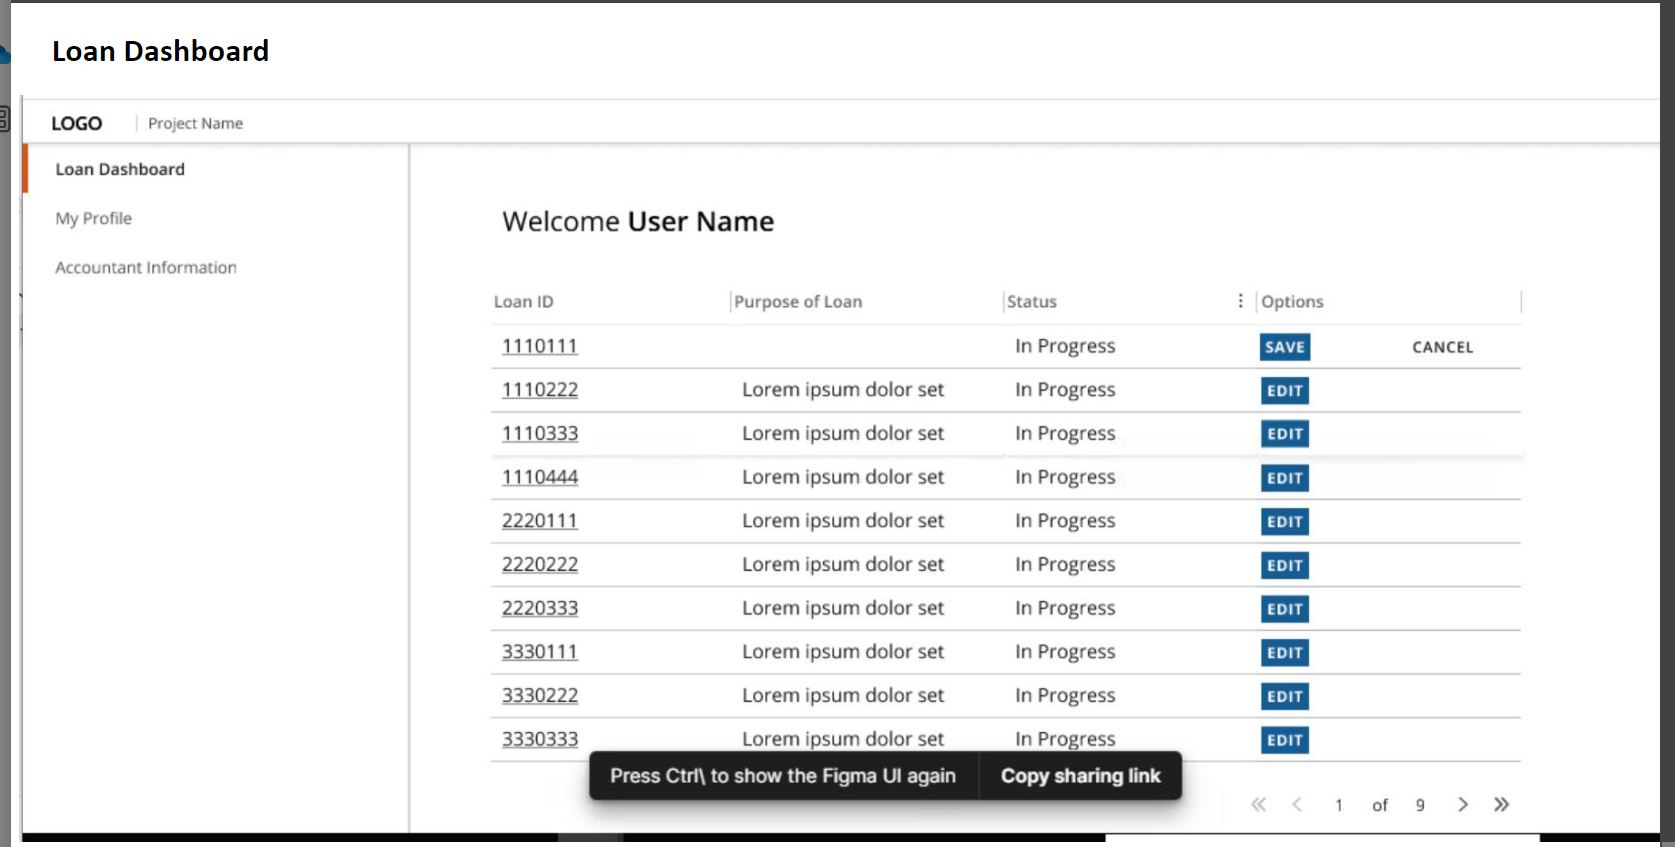 Loan Dashboard
LOGO Project Name
Loan Dashboard
My Profile
Accountant Information
Welcome User Name
Loan ID Purpose of Loan Status Options
1110111 In Progress SAVE CANCEL
1110222 Lorem ipsum dolor set In Progress EDIT
1110333 Lorem ipsum dolor set In Progress EDIT
1110444 Lorem ipsum dolor set In Progress EDIT
2220111 Lorem ipsum dolor set In Progress EDIT
2220222 Lorem ipsum dolor set In Progress EDIT
2220333 Lorem ipsum dolor set In Progress EDIT
3330111 Lorem ipsum dolor set In Progress EDIT
3330222 Lorem ipsum dolor set In Progress EDIT
3330333 Lorem ipsum dolor set In Progress EDIT
Press Ctrl\ to show the Figma UI again Copy sharing link
« < 1 of 9 > »